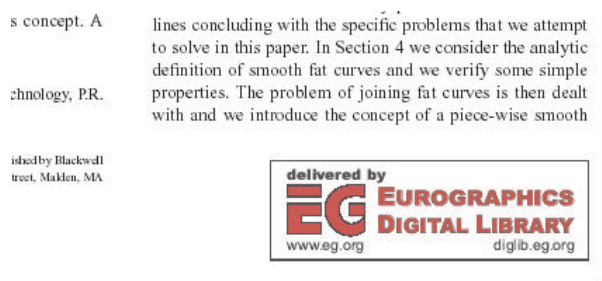 s concept. A
chnology, P.R.
ished by Blackwell
treet, Malden, MA
lines concluding with the specific problems that we attempt
to solve in this paper. In Section 4 we consider the analytic
definition of smooth fat curves and we verify some simple
properties. The problem of joining fat curves is then dealt
with and we introduce the concept of a piece-wise smooth
delivered by
EG EUROGRAPHICS
DIGITAL LIBRARY
www.eg.org diglib.eg.org